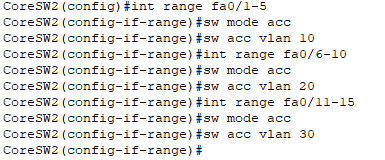 CoreSW2(config)#int range fa0/1-5
CoreSW2(config-if-range)#sw mode acc
CoreSW2(config-if-range)#sw acc vlan 10
CoreSW2(config-if-range)#int range fa0/6-10
CoreSW2(config-if-range)#sw mode acc
CoreSW2(config-if-range)#sw acc vlan 20
CoreSW2(config-if-range)#int range fa0/11-15
CoreSW2(config-if-range)#sw mode acc
CoreSW2(config-if-range)#sw acc vlan 30
CoreSW2(config-if-range)#